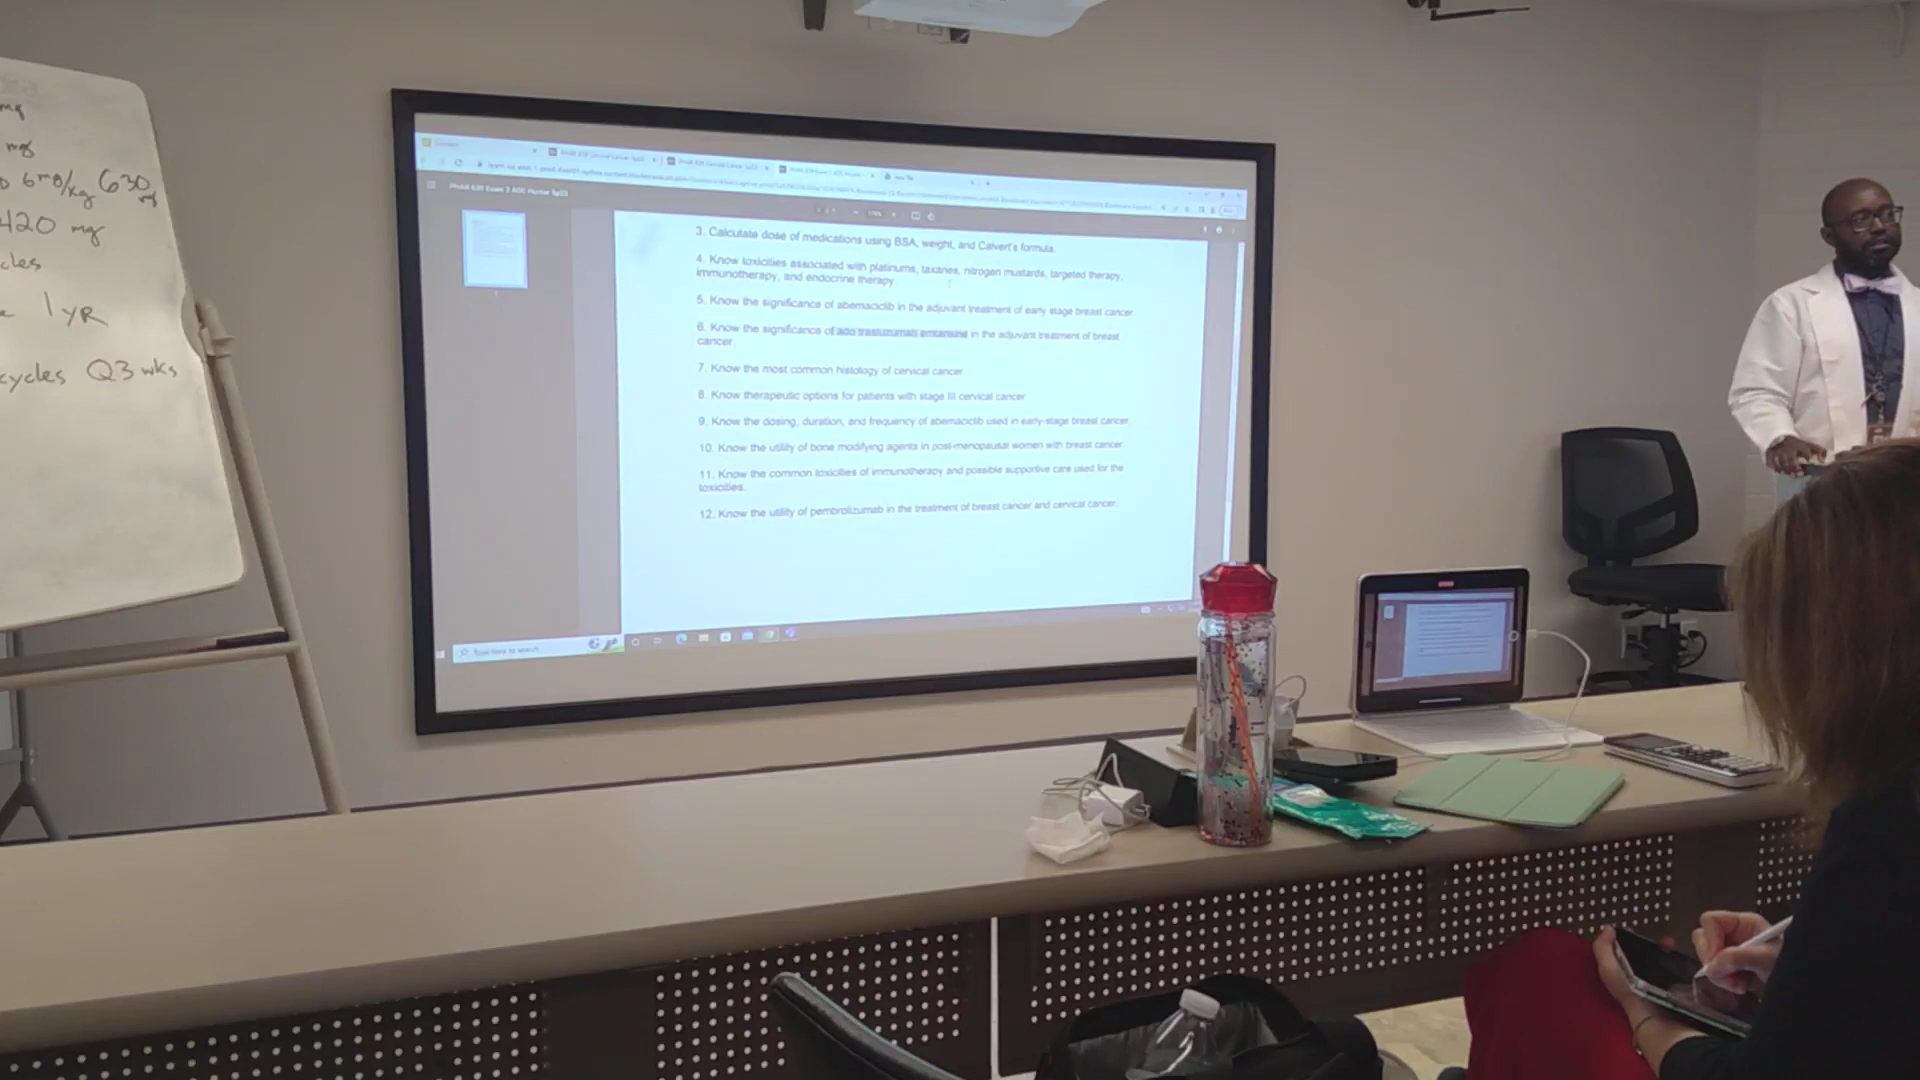 mg
mg
6 mg/kg 630 mg
420 mg
cles
1 YR
cycles Q3 wks
3. Calculate dose of medications using BSA, weight, and Calvert's formula.
4. Know toxicities associated with platinums, taxanes, nitrogen mustards, targeted therapy,
immunotherapy, and endocrine therapy.
5. Know the significance of abemaciclib in the adjuvant treatment of early stage breast cancer.
6. Know the significance of ado trastuzumab emtansine in the adjuvant treatment of breast
cancer.
7. Know the most common histology of cervical cancer.
8. Know therapeutic options for patients with stage III cervical cancer.
9. Know the dosing, duration, and frequency of abemaciclib used in early-stage breast cancer.
10. Know the utility of bone modifying agents in post-menopausal women with breast cancer.
11. Know the common toxicities of immunotherapy and possible supportive care used for the
toxicities.
12. Know the utility of pembrolizumab in the treatment of breast cancer and cervical cancer.
Type here to search